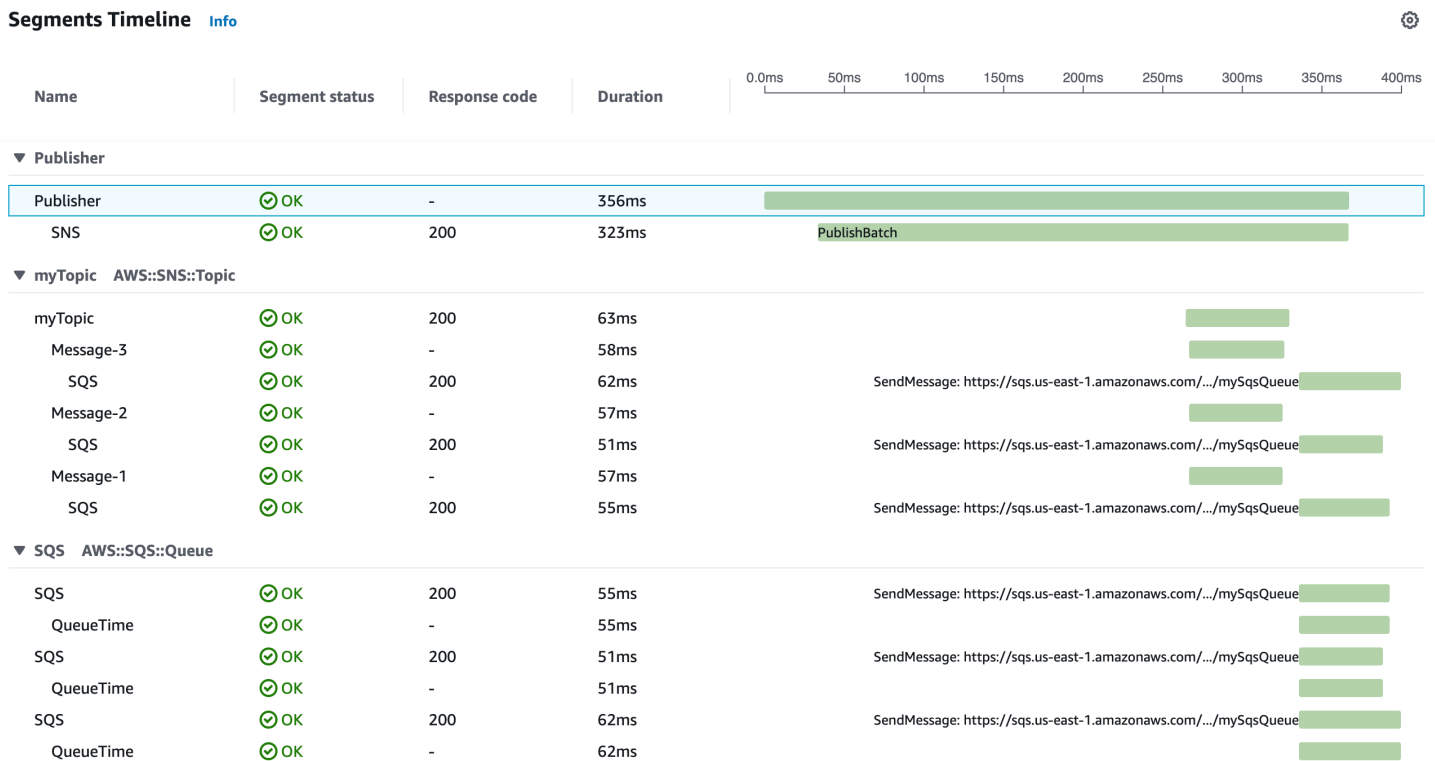 Segments Timeline Info
0.0ms 50ms 100ms 150ms 200ms 250ms 300ms 350ms 400ms
Name Segment status Response code Duration
Publisher
Publisher OK - 356ms
SNS OK 200 323ms PublishBatch
myTopic AWS::SNS::Topic
myTopic OK 200 63ms
Message-3 OK - 58ms
SQS OK 200 62ms SendMessage: https://sqs.us-east-1.amazonaws.com/.../mySqsQueue
Message-2 OK - 57ms
SQS OK 200 51ms SendMessage: https://sqs.us-east-1.amazonaws.com/.../mySqsQueue
Message-1 OK - 57ms
SQS OK 200 55ms SendMessage: https://sqs.us-east-1.amazonaws.com/.../mySqsQueue
SQS AWS::SQS::Queue
SQS OK 200 55ms SendMessage: https://sqs.us-east-1.amazonaws.com/.../mySqsQueue
QueueTime OK - 55ms
SQS OK 200 51ms SendMessage: https://sqs.us-east-1.amazonaws.com/.../mySqsQueue
QueueTime OK - 51ms
SQS OK 200 62ms SendMessage: https://sqs.us-east-1.amazonaws.com/.../mySqsQueue
QueueTime OK - 62ms